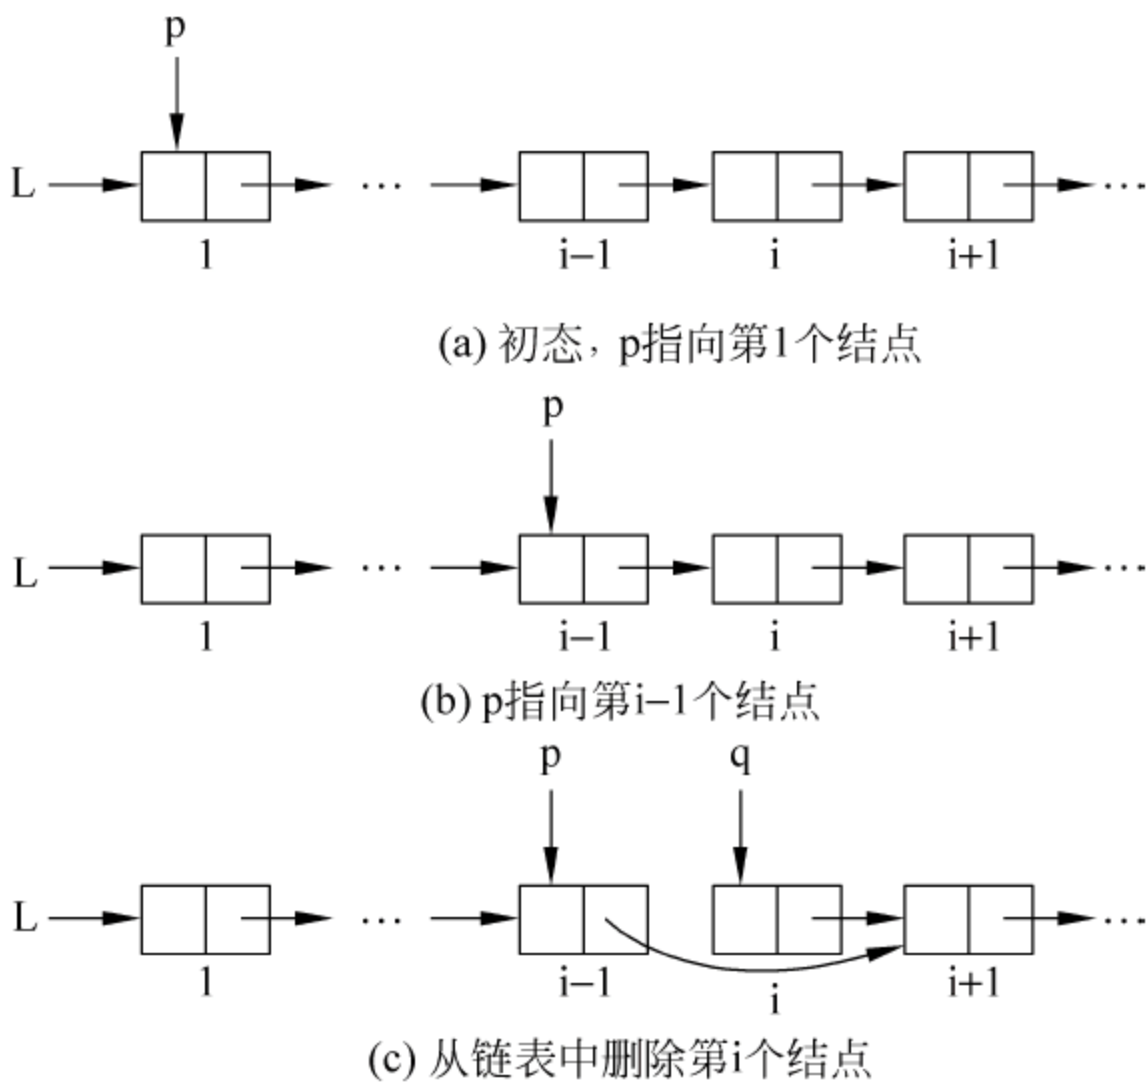 p
L ⋯ ⋯
1 i–1 i i+1
(a) 初态，p指向第1个结点
p
L ⋯ ⋯
1 i–1 i i+1
(b) p指向第i–1个结点
p q
L ⋯ ⋯
1 i–1 i i+1
(c) 从链表中删除第i个结点